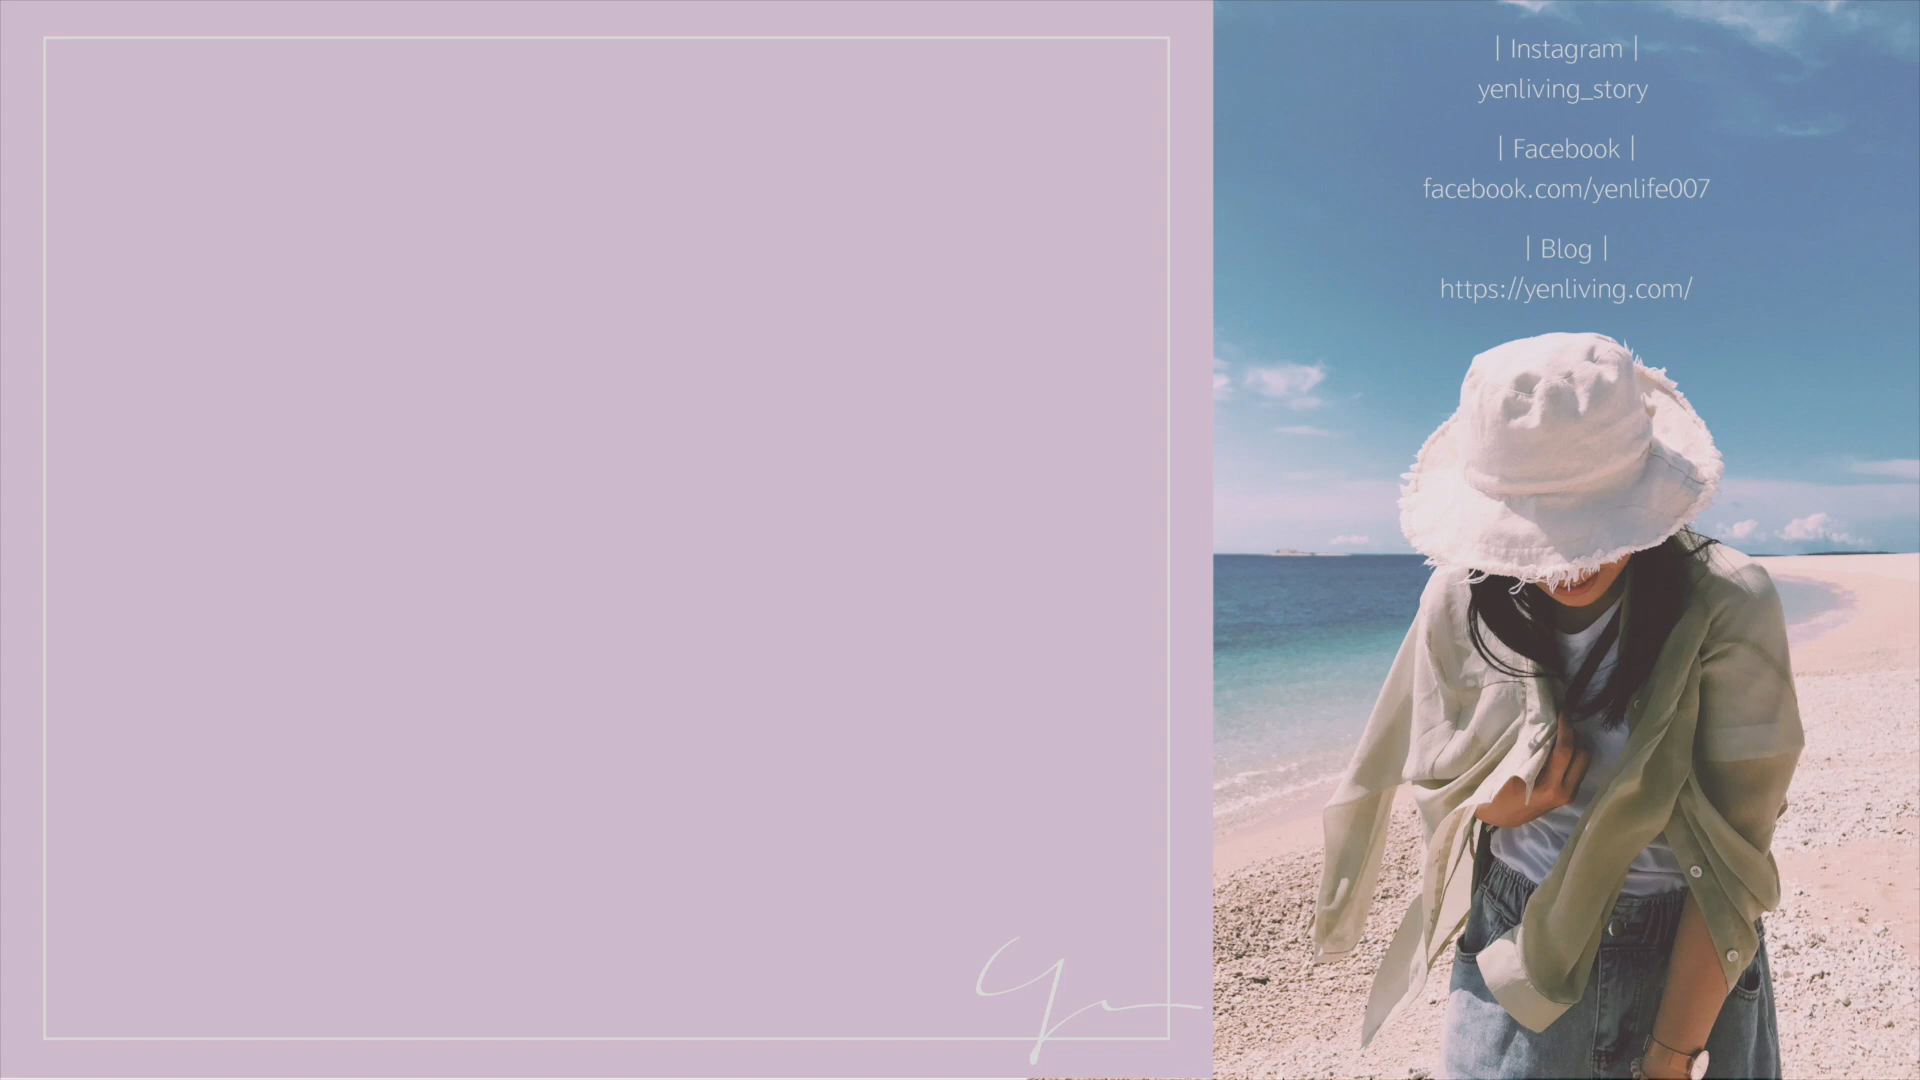 | Instagram |
yenliving_story
| Facebook |
facebook.com/yenlife007
| Blog |
https://yenliving.com/